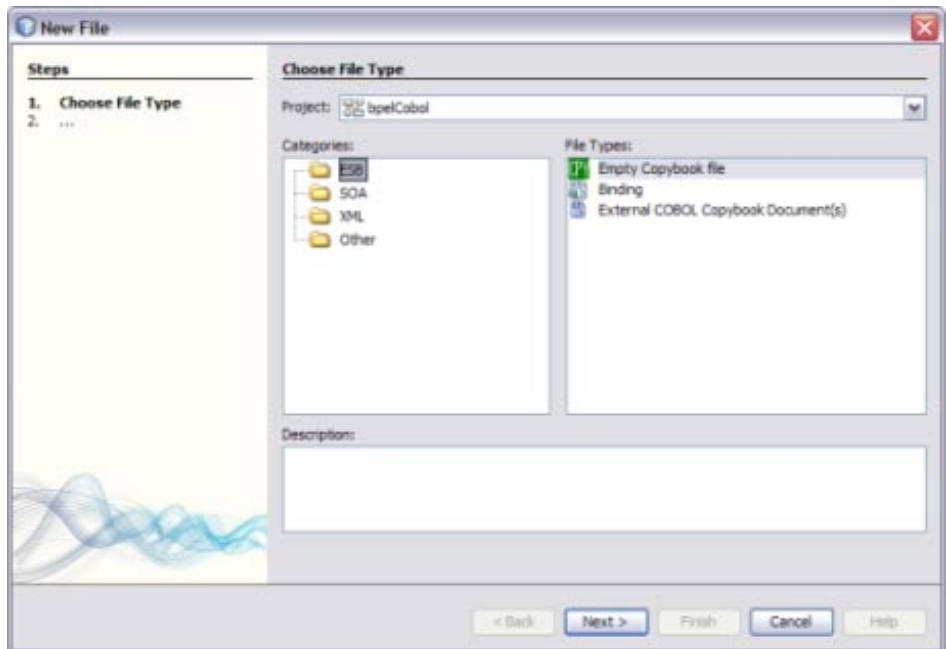 New File
Steps
1. Choose File Type
2. ...
Choose File Type
Project: bpelCobol
Categories:
ESB
SOA
XML
Other
File Types:
Empty Copybook file
Binding
External COBOL Copybook Document(s)
Description:
< Back Next > Finish Cancel Help